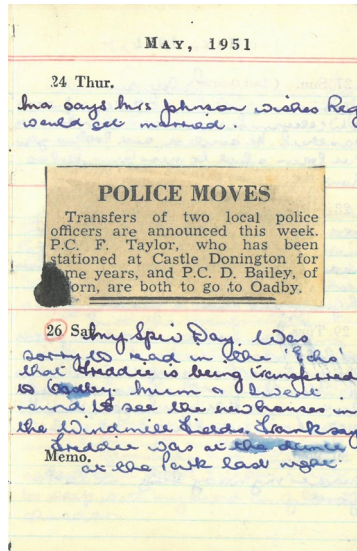 MAY, 1951
24 Thur.
Ma says Mrs Johnson wishes Reg
would get married.
POLICE MOVES
Transfers of two local police
officers are announced this week.
P.C. F. Taylor, who has been
stationed at Castle Donington for
some years, and P.C. D. Bailey, of
orn, are both to go to Oadby.
26 Sat. Day. Was
sorry to read in the 'Echo'
that Freddie is being transferred
to Oadby. Mum & I went
round to see the new houses in
the Windmill Fields. Frank says
Freddie was at the dance
Memo.
at the Park last night.